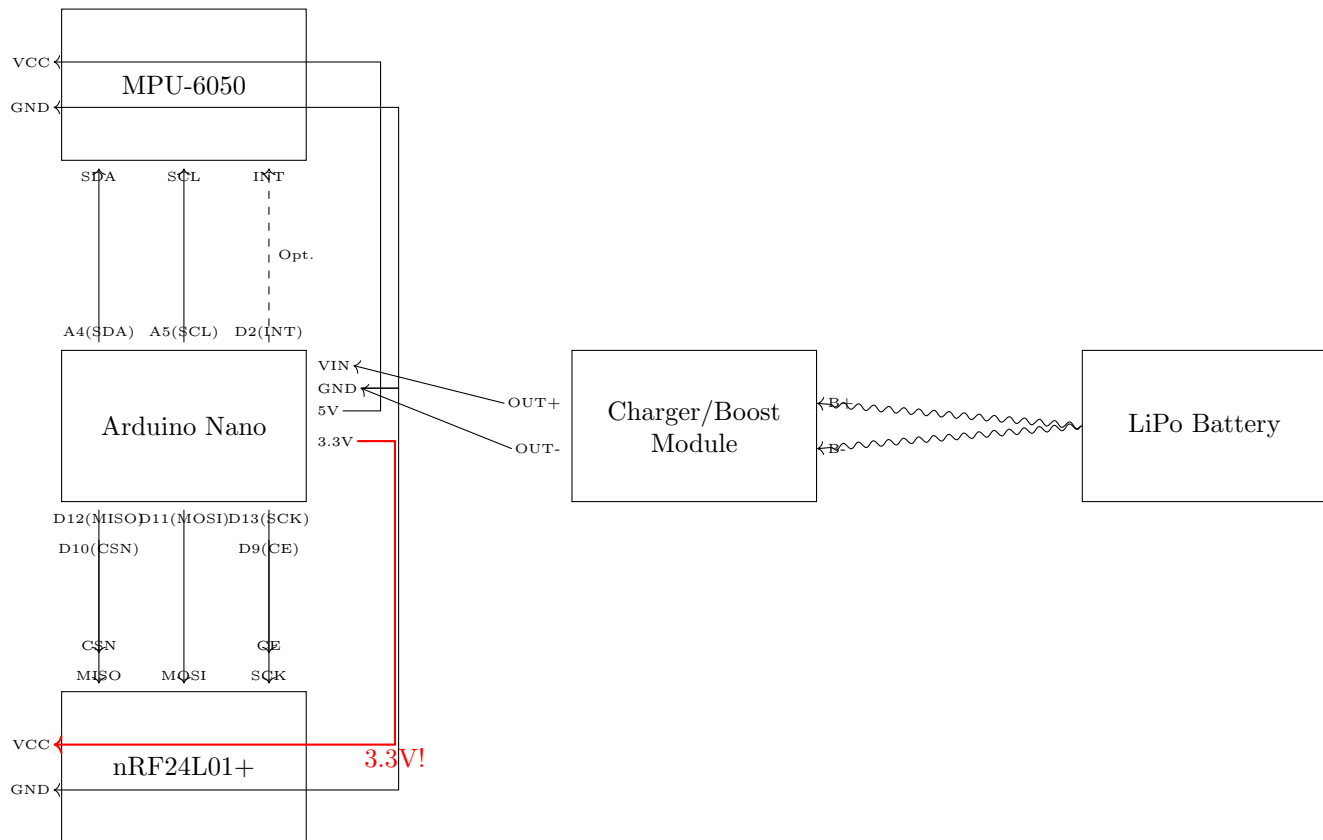 VCC
MPU-6050
GND
SDA SCL INT
Opt.
A4(SDA) A5(SCL) D2(INT)
VIN
GND
5V
3.3V
Arduino Nano
OUT+
OUT-
Charger/Boost
Module
B+
B-
LiPo Battery
D12(MISO) D11(MOSI) D13(SCK)
D10(CSN) D9(CE)
CSN CE
MISO MOSI SCK
VCC
3.3V!
nRF24L01+
GND